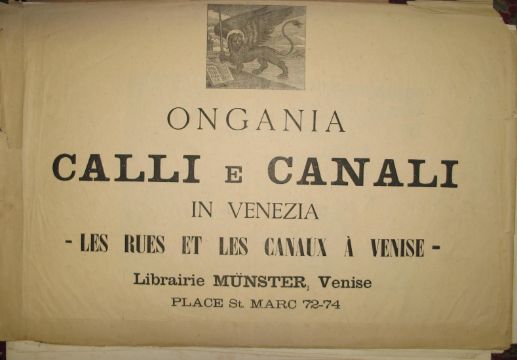 ONGANIA
CALLI E CANALI
IN VENEZIA
- LES RUES ET LES CANAUX À VENISE -
Librairie MÜNSTER, Venise
PLACE St. MARC 72-74